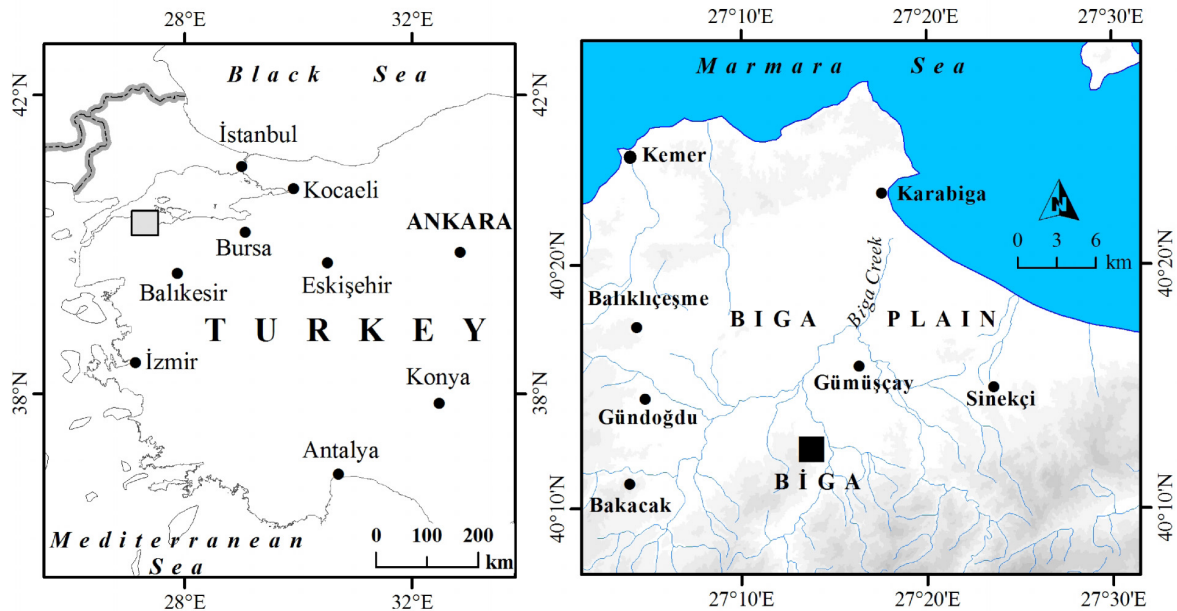 28°E 32°E
Black Sea
42°N
42°N
İstanbul
Kocaeli
ANKARA
Bursa
Eskişehir
Balıkesir
TURKEY
İzmir
Konya
38°N
38°N
Antalya
Mediterranean
Sea
0 100 200
km
28°E 32°E
27°10'E 27°20'E 27°30'E
Marmara Sea
Kemer
Karabiga
N
0 3 6
km
40°20'N
40°20'N
Biga Creek
Balıklıçeşme
BIGA PLAIN
Gümüşçay
Sinekçi
Gündoğdu
BİGA
Bakacak
40°10'N
40°10'N
27°10'E 27°20'E 27°30'E